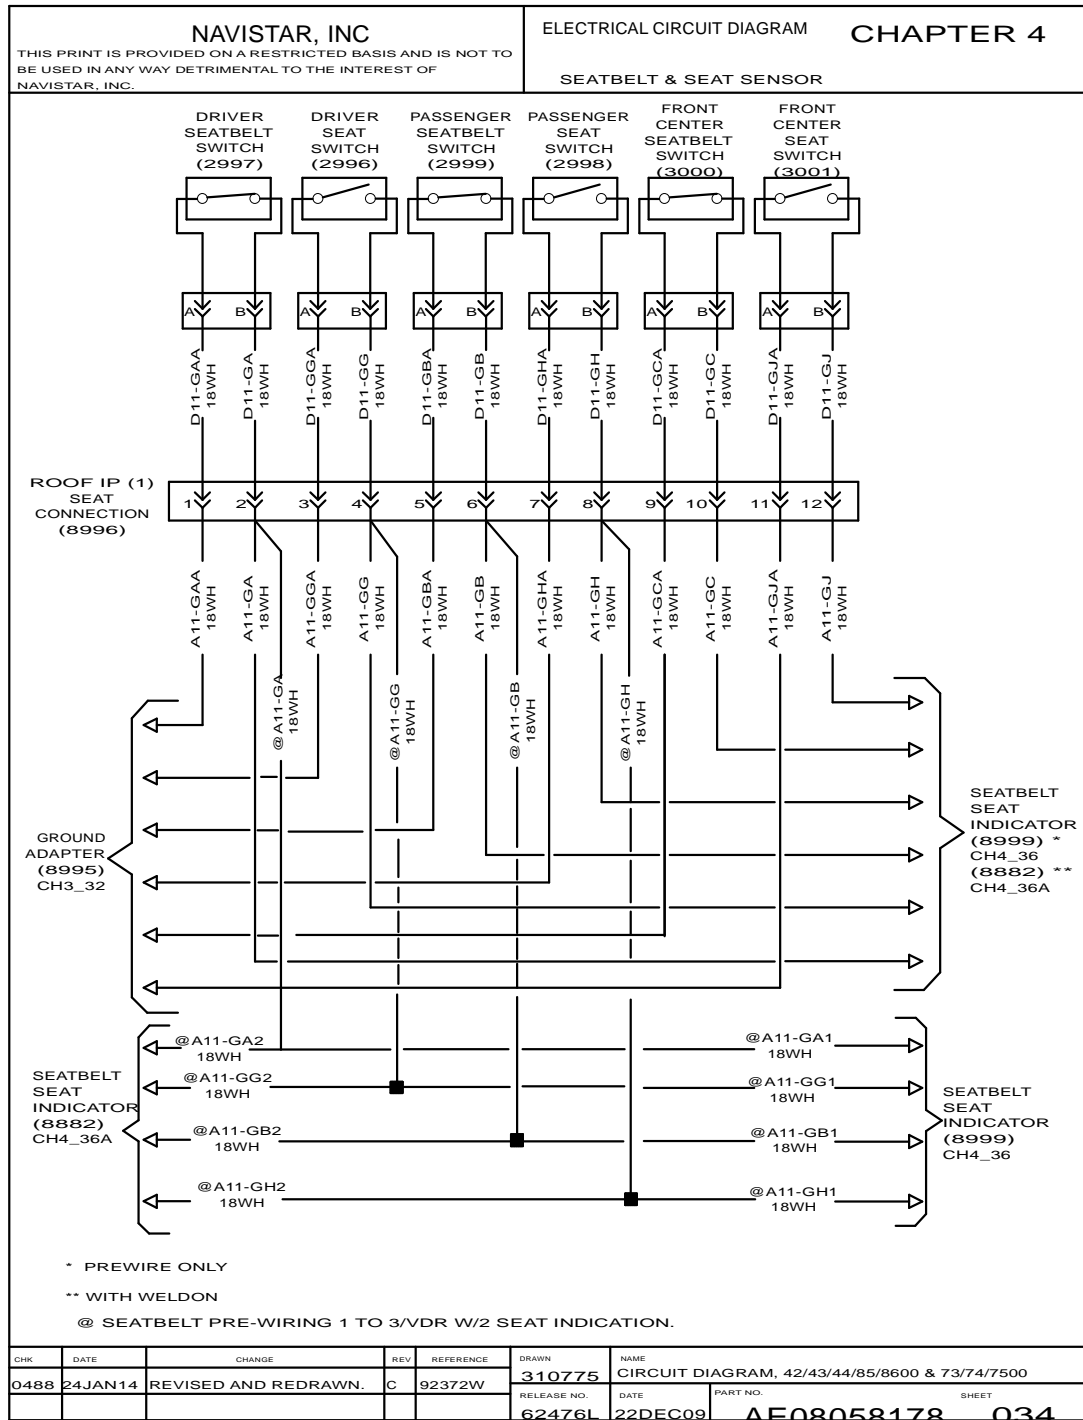 NAVISTAR, INC
THIS PRINT IS PROVIDED ON A RESTRICTED BASIS AND IS NOT TO
BE USED IN ANY WAY DETRIMENTAL TO THE INTEREST OF
NAVISTAR, INC.
ELECTRICAL CIRCUIT DIAGRAM
CHAPTER 4
SEATBELT & SEAT SENSOR
DRIVER
SEATBELT
SWITCH
(2997)
DRIVER
SEAT
SWITCH
(2996)
PASSENGER
SEATBELT
SWITCH
(2999)
PASSENGER
SEAT
SWITCH
(2998)
FRONT
CENTER
SEATBELT
SWITCH
(3000)
FRONT
CENTER
SEAT
SWITCH
(3001)
A B A B A B A B A B A B
D11-GAA
18WH
D11-GA
18WH
D11-GGA
18WH
D11-GG
18WH
D11-GBA
18WH
D11-GB
18WH
D11-GHA
18WH
D11-GH
18WH
D11-GCA
18WH
D11-GC
18WH
D11-GJA
18WH
D11-GJ
18WH
ROOF IP (1)
SEAT
CONNECTION
(8996)
1 2 3 4 5 6 7 8 9 10 11 12
A11-GAA
18WH
A11-GA
18WH
A11-GGA
18WH
A11-GG
18WH
A11-GBA
18WH
A11-GB
18WH
A11-GHA
18WH
A11-GH
18WH
A11-GCA
18WH
A11-GC
18WH
A11-GJA
18WH
A11-GJ
18WH
@A11-GA
18WH
@A11-GG
18WH
@A11-GB
18WH
@A11-GH
18WH
GROUND
ADAPTER
(8995)
CH3_32
SEATBELT
SEAT
INDICATOR
(8999) *
CH4_36
(8882) **
CH4_36A
@A11-GA2
18WH
@A11-GA1
18WH
@A11-GG2
18WH
@A11-GG1
18WH
@A11-GB2
18WH
@A11-GB1
18WH
@A11-GH2
18WH
@A11-GH1
18WH
SEATBELT
SEAT
INDICATOR
(8882)
CH4_36A
SEATBELT
SEAT
INDICATOR
(8999)
CH4_36
* PREWIRE ONLY
** WITH WELDON
@ SEATBELT PRE-WIRING 1 TO 3/VDR W/2 SEAT INDICATION.
CHK DATE CHANGE REV REFERENCE
0488 24JAN14 REVISED AND REDRAWN. C 92372W
DRAWN
310775
NAME
CIRCUIT DIAGRAM, 42/43/44/85/8600 & 73/74/7500
RELEASE NO.
62476L
DATE
22DEC09
PART NO.
AE08058178
SHEET
034